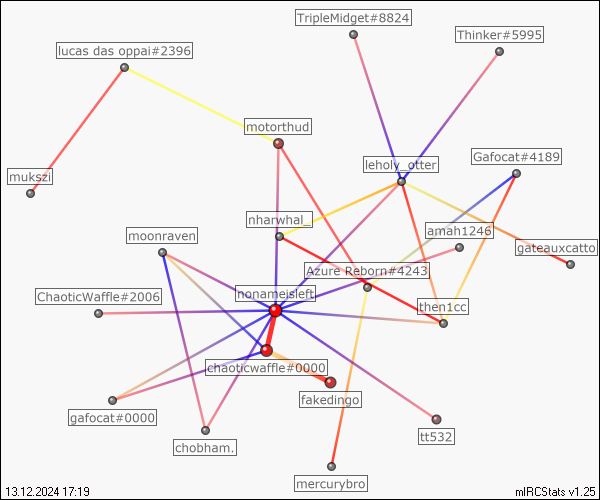 TripleMidget#8824
Thinker#5995
lucas das oppai#2396
motorthud
leholy_otter
Gafocat#4189
mukszi
nharwhal_
amah1246
moonraven
gateauxcatto
Azure Reborn#4243
nonameisleft
ChaoticWaffle#2006
then1cc
chaoticwaffle#0000
fakedingo
gafocat#0000
tt532
chobham.
mercurybro
13.12.2024 17:19
mIRCStats v1.25